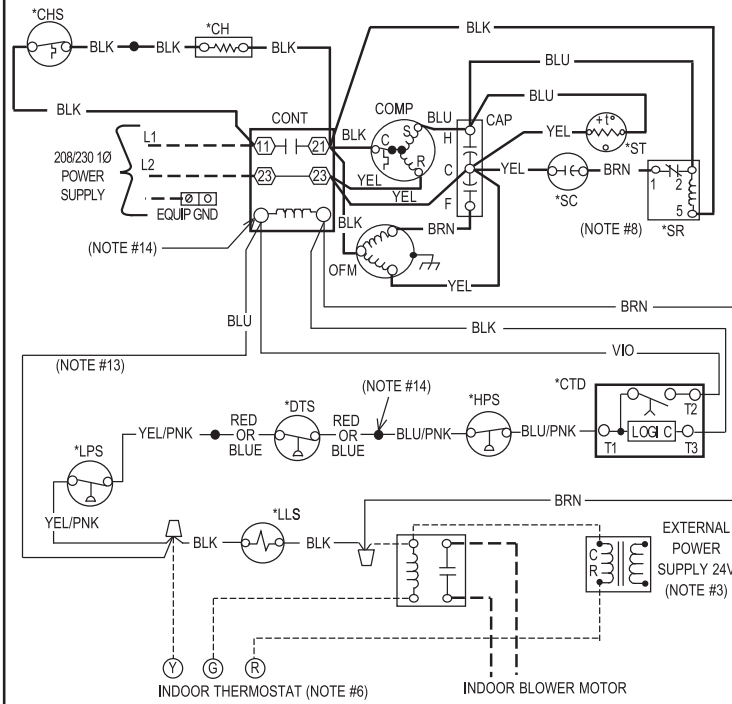 *CHS
*CH
BLK BLK BLK
BLK
BLU
BLU
BLK
L1
L2
208/230 1Ø
POWER
SUPPLY
EQUIP GND
(NOTE #14)
CONT
11 21
23 23
BLK
COMP
C S R
BLU
CAP
H
C
F
YEL
YEL
BLK
BRN
OFM
YEL
YEL
+t°
*ST
YEL
*SC
BRN
1 2
5
*SR
(NOTE #8)
BRN
BLK
BLU
VIO
(NOTE #13)
(NOTE #14)
*CTD
T2
LOGIC
T1 T3
*LPS
YEL/PNK
RED
OR
BLUE
*DTS
RED
OR
BLUE
BLU/PNK
*HPS
BLU/PNK
YEL/PNK
BLK
*LLS
BLK
BRN
C
R
EXTERNAL
POWER
SUPPLY 24V
(NOTE #3)
Y G R
INDOOR THERMOSTAT (NOTE #6)
INDOOR BLOWER MOTOR